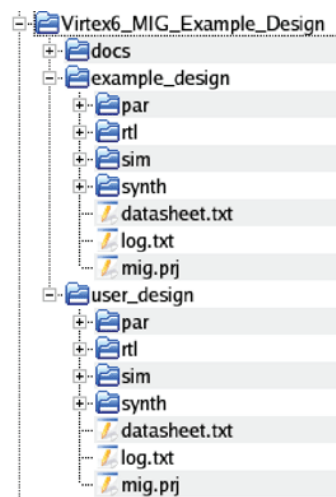 Virtex6_MIG_Example_Design
docs
example_design
par
rtl
sim
synth
datasheet.txt
log.txt
mig.prj
user_design
par
rtl
sim
synth
datasheet.txt
log.txt
mig.prj